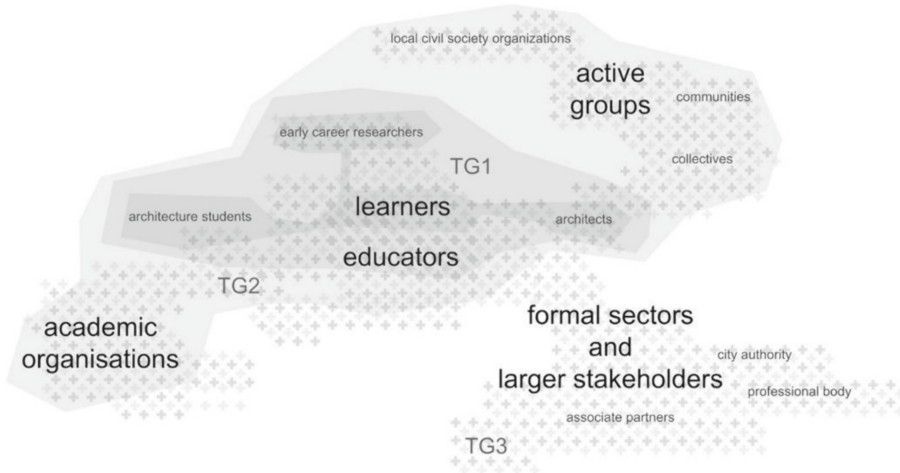 local civil society organizations
active
groups
communities
early career researchers
collectives
TG1
learners
architecture students
architects
educators
TG2
academic
organisations
formal sectors
and
larger stakeholders
city authority
professional body
associate partners
TG3